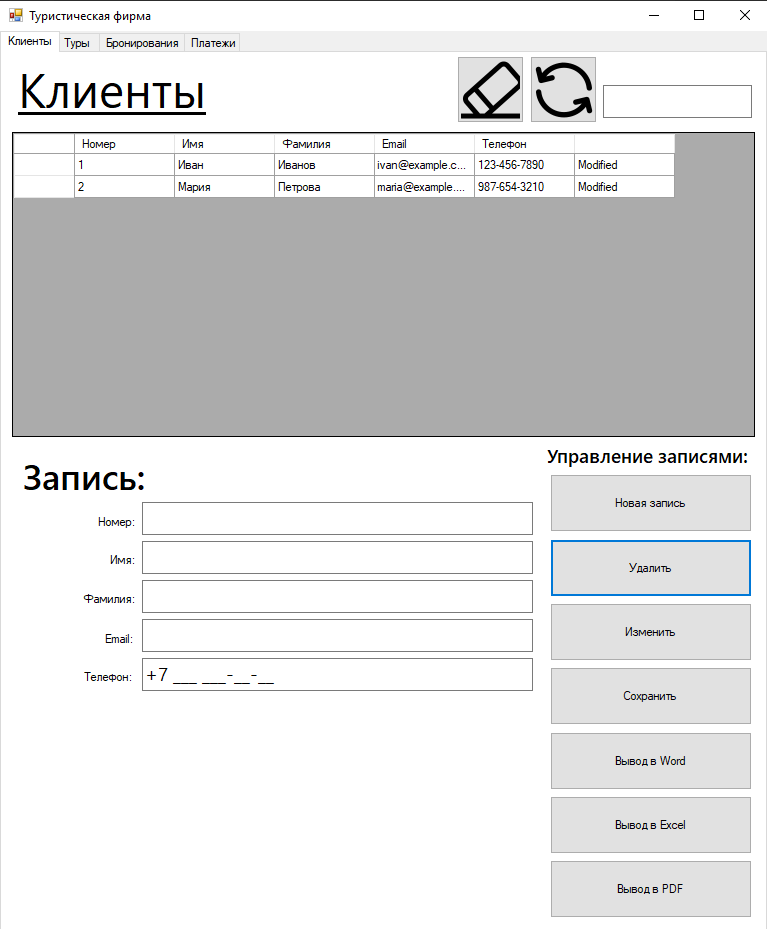 Туристическая фирма
Клиенты Туры Бронирования Платежи
Клиенты
Номер Имя Фамилия Email Телефон
1 Иван Иванов ivan@example.c... 123-456-7890 Modified
2 Мария Петрова maria@example.... 987-654-3210 Modified
Управление записями:
Запись:
Новая запись
Номер:
Имя:
Удалить
Фамилия:
Email:
Изменить
Телефон: +7 ___ ___-__-__
Сохранить
Вывод в Word
Вывод в Excel
Вывод в PDF